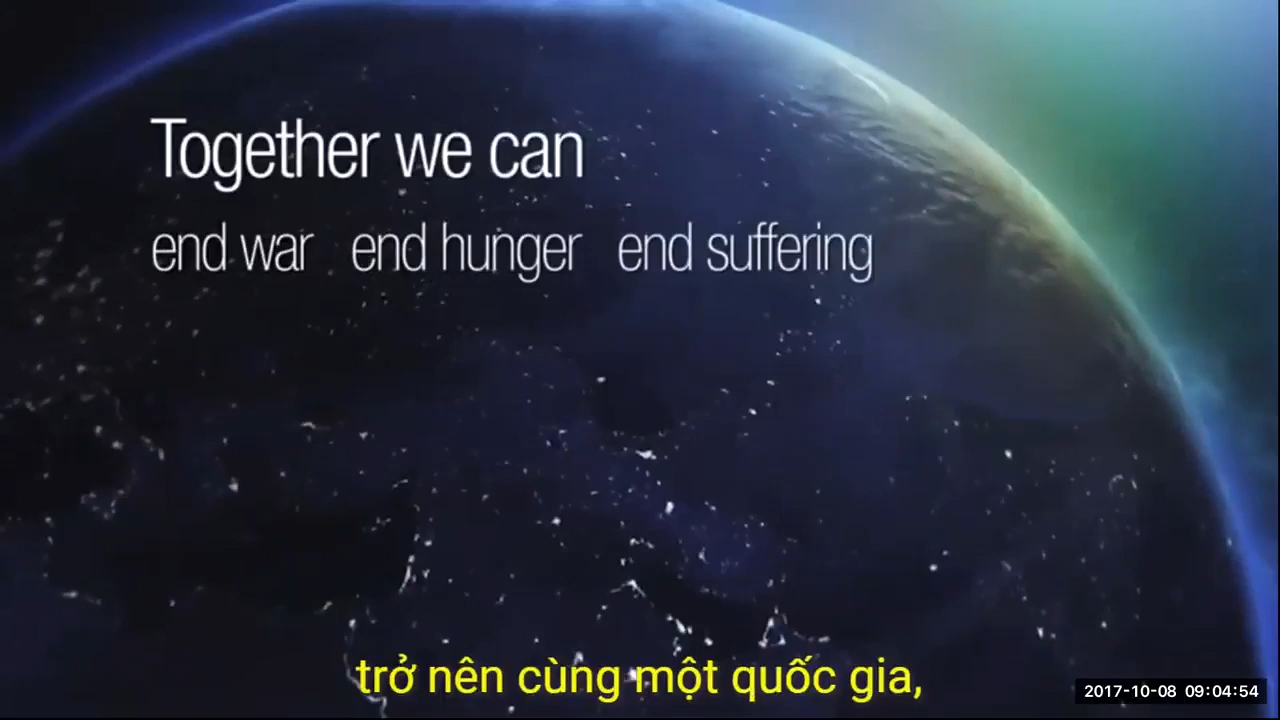 Together we can
end war end hunger end suffering
trở nên cùng một quốc gia,
2017-10-08 09:04:54